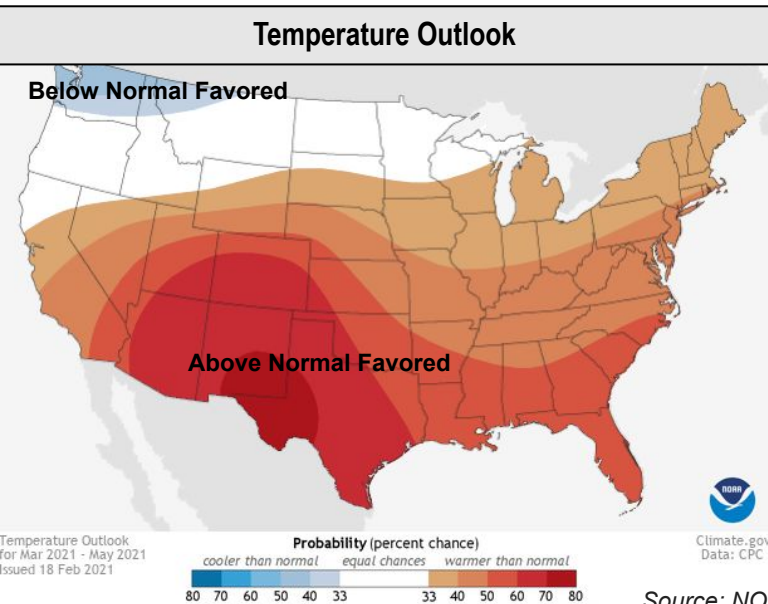 Temperature Outlook
Below Normal Favored
Above Normal Favored
NOAA
Temperature Outlook
for Mar 2021 - May 2021
Issued 18 Feb 2021
Probability (percent chance)
cooler than normal equal chances warmer than normal
80 70 60 50 40 33 33 40 50 60 70 80
Climate.gov
Data: CPC
Source: NO